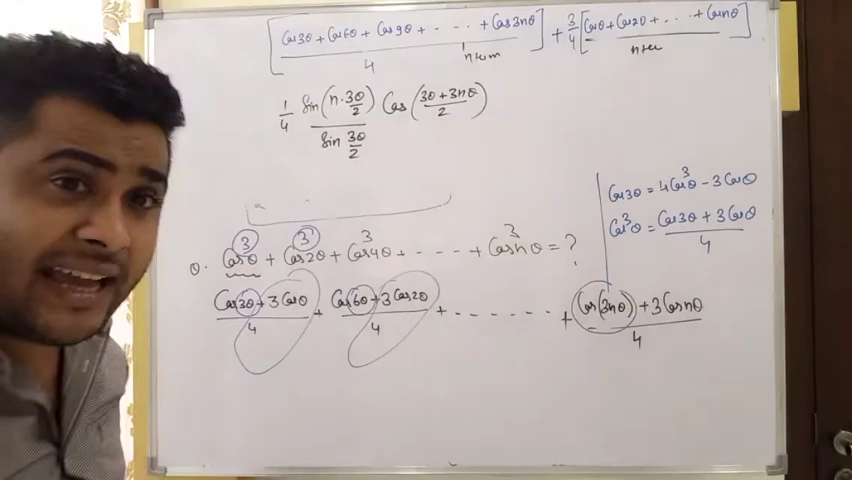 [Cos3θ + Cos6θ + Cos9θ + - - - - + Cos3nθ / 4] + 3/4 [Cosθ + Cos2θ + . . . + Cosnθ]
n term
1/4 Sin(n·3θ/2) / Sin 3θ/2 Cos(3θ + 3nθ / 2)
Cos3θ = 4Cos³θ - 3Cosθ
Cos³θ = Cos3θ + 3Cosθ / 4
Q. Cos³θ + Cos³2θ + Cos³4θ + - - - - + Cos³nθ = ?
Cos3θ + 3Cosθ / 4 + Cos6θ + 3Cos2θ / 4 + - - - - - - + Cos(3nθ) + 3Cosnθ / 4